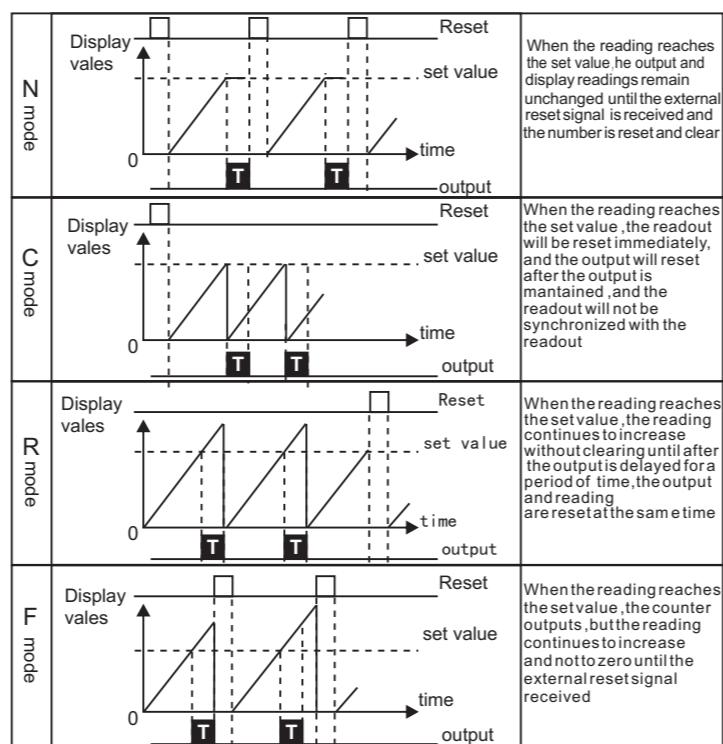 N mode
Display
vales
Reset
set value
time
0
T
T
output
When the reading reaches
the set value,he output and
display readings remain
unchanged until the external
reset signal is received and
the number is reset and clear
C mode
Display
vales
Reset
set value
time
0
T
T
output
When the reading reaches
the set value ,the readout
will be reset immediately,
and the output will reset
after the output is
mantained ,and the
readout will not be
synchronized with the
readout
R mode
Display
vales
Reset
set value
time
0
T
T
output
When the reading reaches
the set value ,the reading
continues to increase
without clearing until after
the output is delayed for a
period of time,the output
and reading
are reset at the sam e time
F mode
Display
vales
Reset
set value
time
0
T
T
output
When the reading reaches
the set value ,the counter
outputs ,but the reading
continues to increase
and not to zero until the
external reset signal
received